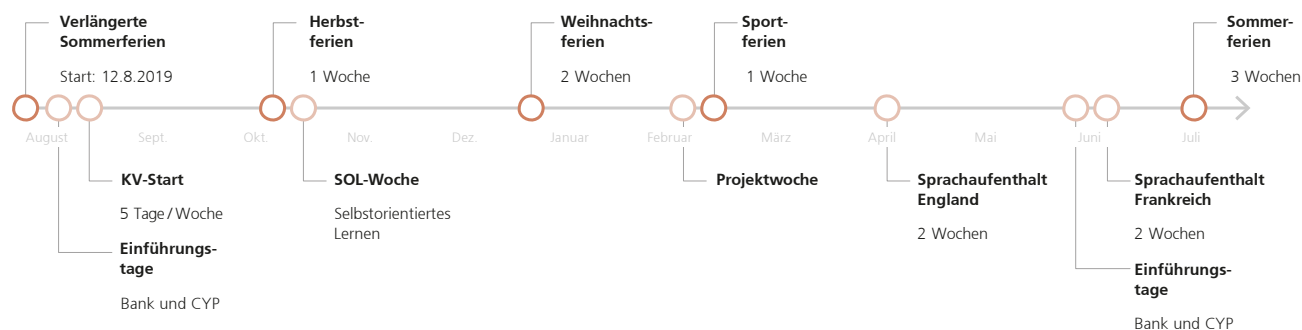 Verlängerte
Sommerferien
Start: 12.8.2019
Herbst-
ferien
1 Woche
Weihnachts-
ferien
2 Wochen
Sport-
ferien
1 Woche
Sommer-
ferien
3 Wochen
August
Sept.
Okt.
Nov.
Dez.
Januar
Februar
März
April
Mai
Juni
Juli
KV-Start
5 Tage/Woche
Einführungs-
tage
Bank und CYP
SOL-Woche
Selbstorientiertes
Lernen
Projektwoche
Sprachaufenthalt
England
2 Wochen
Sprachaufenthalt
Frankreich
2 Wochen
Einführungs-
tage
Bank und CYP